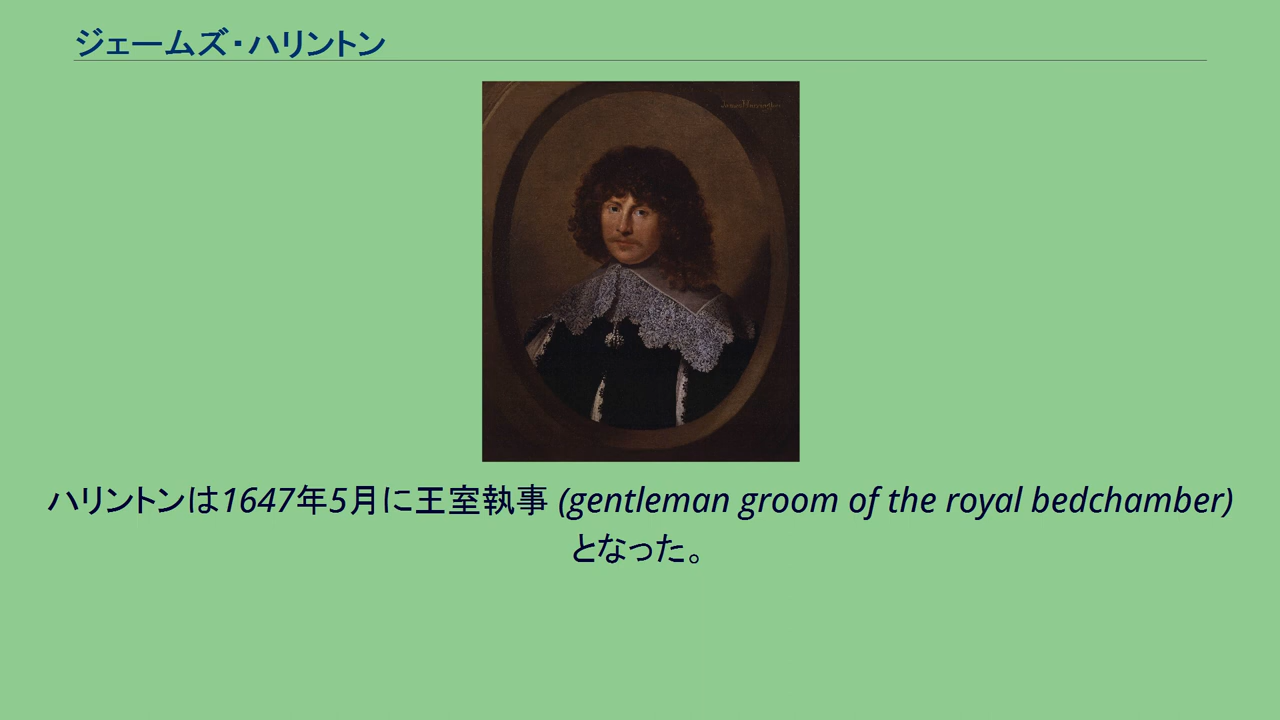 ジェームズ・ハリントン
James Harrington
ハリントンは1647年5月に王室執事 (gentleman groom of the royal bedchamber)
となった。